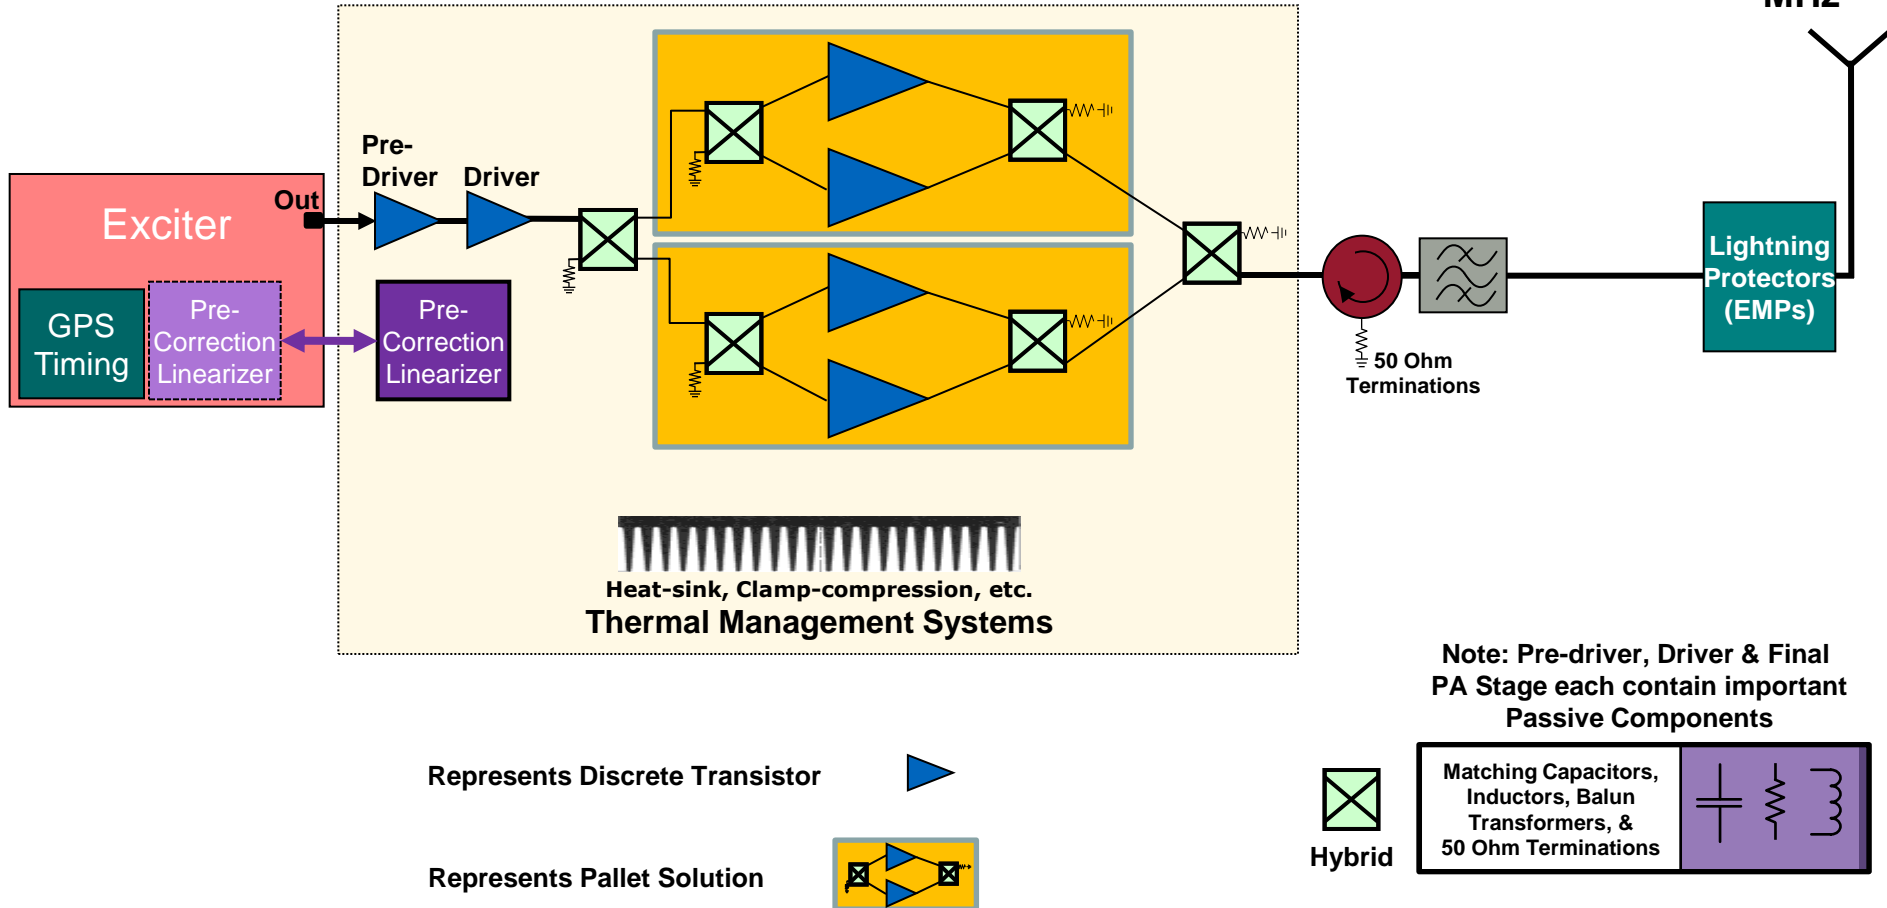 MHz
Pre-
Driver
Driver
Out
Exciter
GPS
Timing
Pre-
Correction
Linearizer
Pre-
Correction
Linearizer
50 Ohm
Terminations
Lightning
Protectors
(EMPs)
Heat-sink, Clamp-compression, etc.
Thermal Management Systems
Note: Pre-driver, Driver & Final
PA Stage each contain important
Passive Components
Represents Discrete Transistor
Matching Capacitors,
Inductors, Balun
Transformers, &
50 Ohm Terminations
Hybrid
Represents Pallet Solution